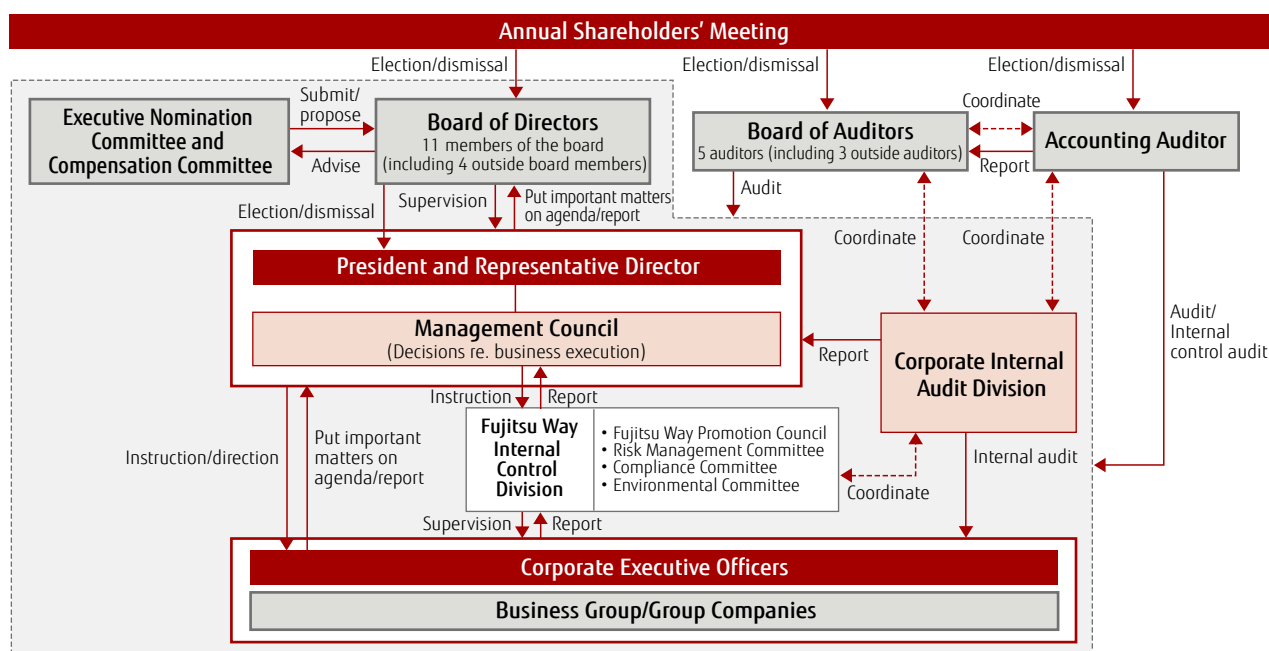 Annual Shareholders’ Meeting
Election/dismissal
Election/dismissal
Election/dismissal
Executive Nomination
Committee and
Compensation Committee
Submit/
propose
Advise
Board of Directors
11 members of the board
(including 4 outside board members)
Board of Auditors
5 auditors (including 3 outside auditors)
Coordinate
Report
Accounting Auditor
Election/dismissal
Supervision
Put important matters
on agenda/report
Audit
Coordinate
Coordinate
President and Representative Director
Management Council
(Decisions re. business execution)
Report
Corporate Internal
Audit Division
Audit/
Internal
control audit
Instruction
Report
Instruction/direction
Put important
matters on
agenda/report
Fujitsu Way
Internal
Control
Division
• Fujitsu Way Promotion Council
• Risk Management Committee
• Compliance Committee
• Environmental Committee
Coordinate
Internal audit
Supervision
Report
Corporate Executive Officers
Business Group/Group Companies